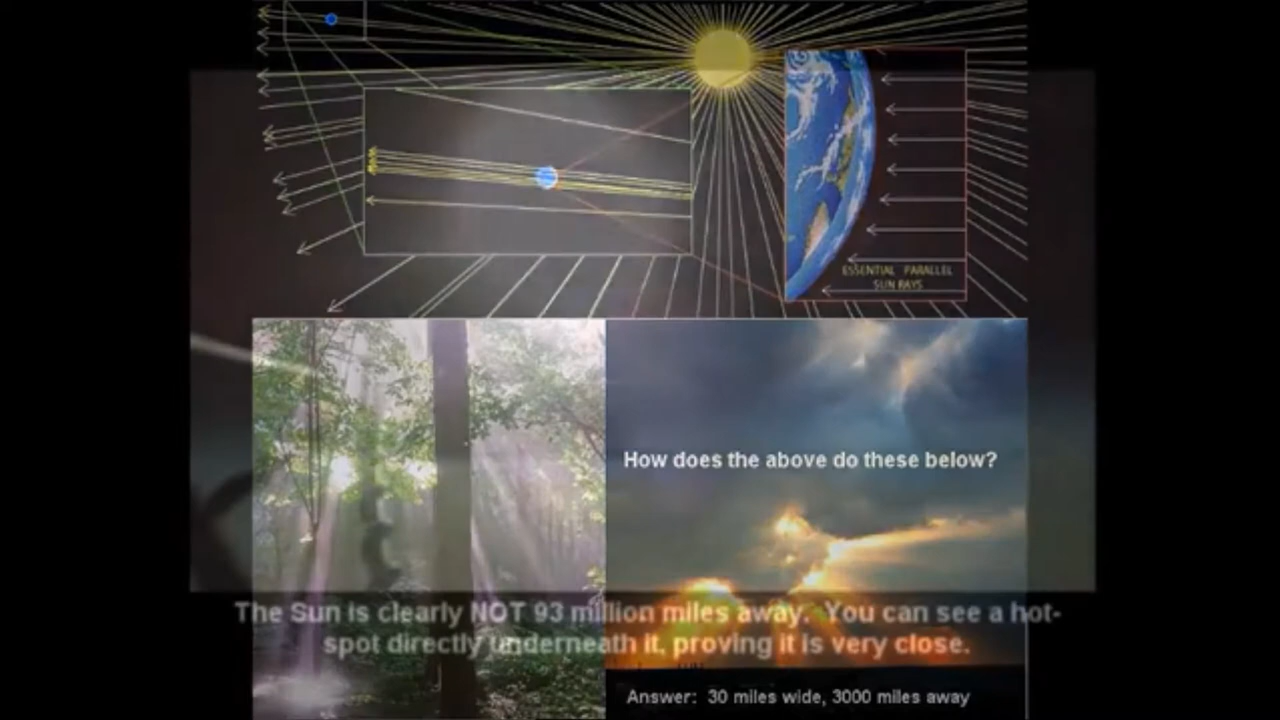 ESSENTIAL PARALLEL
SUN RAYS
How does the above do these below?
The Sun is clearly NOT 93 million miles away. You can see a hot-
spot directly underneath it, proving it is very close.
Answer: 30 miles wide, 3000 miles away